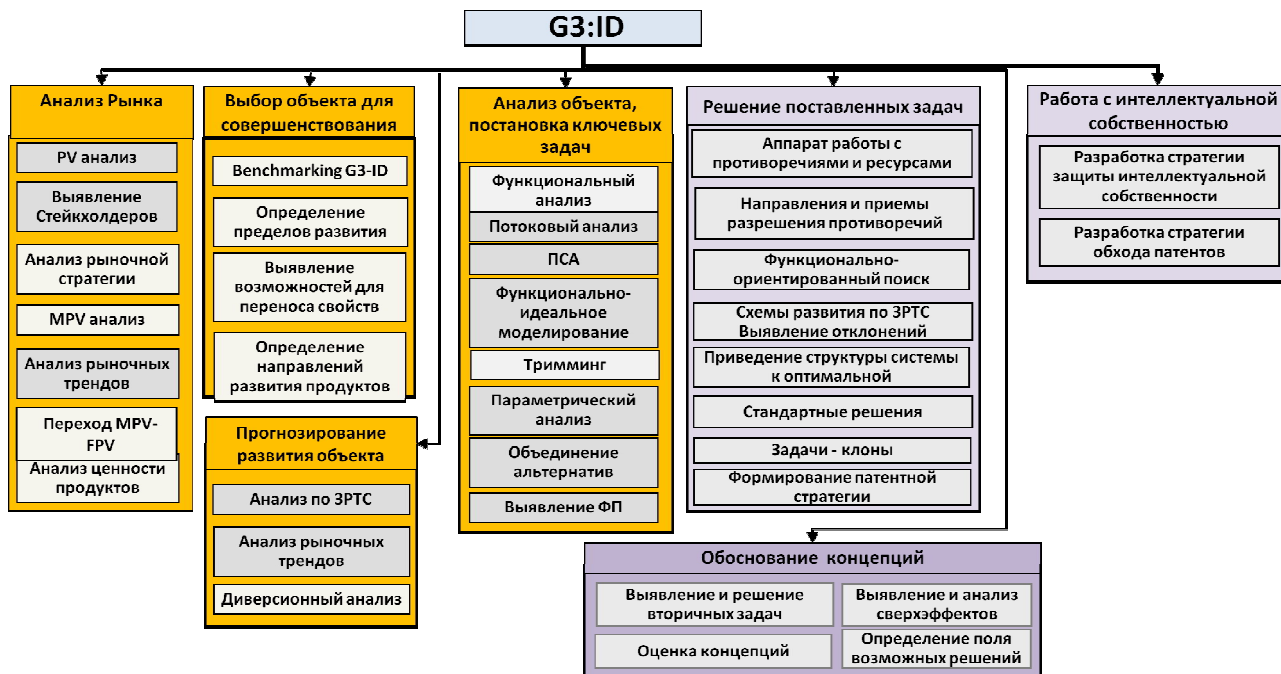 G3:ID
Анализ Рынка
PV анализ
Выявление
Стейкхолдеров
Анализ рыночной
стратегии
MPV анализ
Анализ рыночных
трендов
Переход MPV-
FPV
Анализ ценности
продуктов
Выбор объекта для
совершенствования
Benchmarking G3-ID
Определение
пределов развития
Выявление
возможностей для
переноса свойств
Определение
направлений
развития продуктов
Прогнозирование
развития объекта
Анализ по ЗРТС
Анализ рыночных
трендов
Диверсионный анализ
Анализ объекта,
постановка ключевых
задач
Функциональный
анализ
Потоковый анализ
ПСА
Функционально-
идеальное
моделирование
Тримминг
Параметрический
анализ
Объединение
альтернатив
Выявление ФП
Решение поставленных задач
Аппарат работы с
противоречиями и ресурсами
Направления и приемы
разрешения противоречий
Функционально-
ориентированный поиск
Схемы развития по ЗРТС
Выявление отклонений
Приведение структуры системы
к оптимальной
Стандартные решения
Задачи - клоны
Формирование патентной
стратегии
Работа с интеллектуальной
собственностью
Разработка стратегии
защиты интеллектуальной
собственности
Разработка стратегии
обхода патентов
Обоснование концепций
Выявление и решение
вторичных задач
Выявление и анализ
сверхэффектов
Оценка концепций
Определение поля
возможных решений